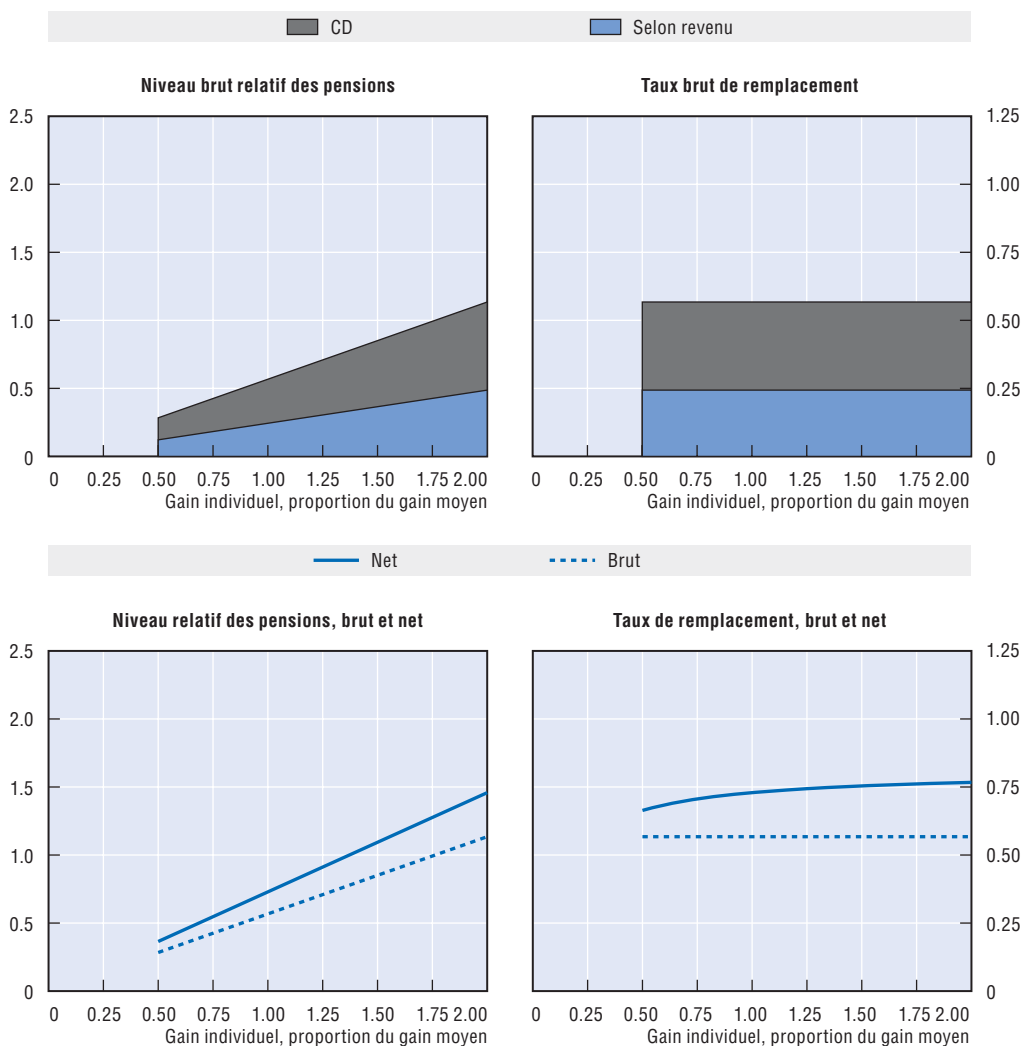 CD
Selon revenu
Niveau brut relatif des pensions
Taux brut de remplacement
2.5
2.0
1.5
1.0
0.5
0
1.25
1.00
0.75
0.50
0.25
0
0 0.25 0.50 0.75 1.00 1.25 1.50 1.75 2.00
Gain individuel, proportion du gain moyen
0 0.25 0.50 0.75 1.00 1.25 1.50 1.75 2.00
Gain individuel, proportion du gain moyen
Net
Brut
Niveau relatif des pensions, brut et net
Taux de remplacement, brut et net
2.5
2.0
1.5
1.0
0.5
0
1.25
1.00
0.75
0.50
0.25
0
0 0.25 0.50 0.75 1.00 1.25 1.50 1.75 2.00
Gain individuel, proportion du gain moyen
0 0.25 0.50 0.75 1.00 1.25 1.50 1.75 2.00
Gain individuel, proportion du gain moyen